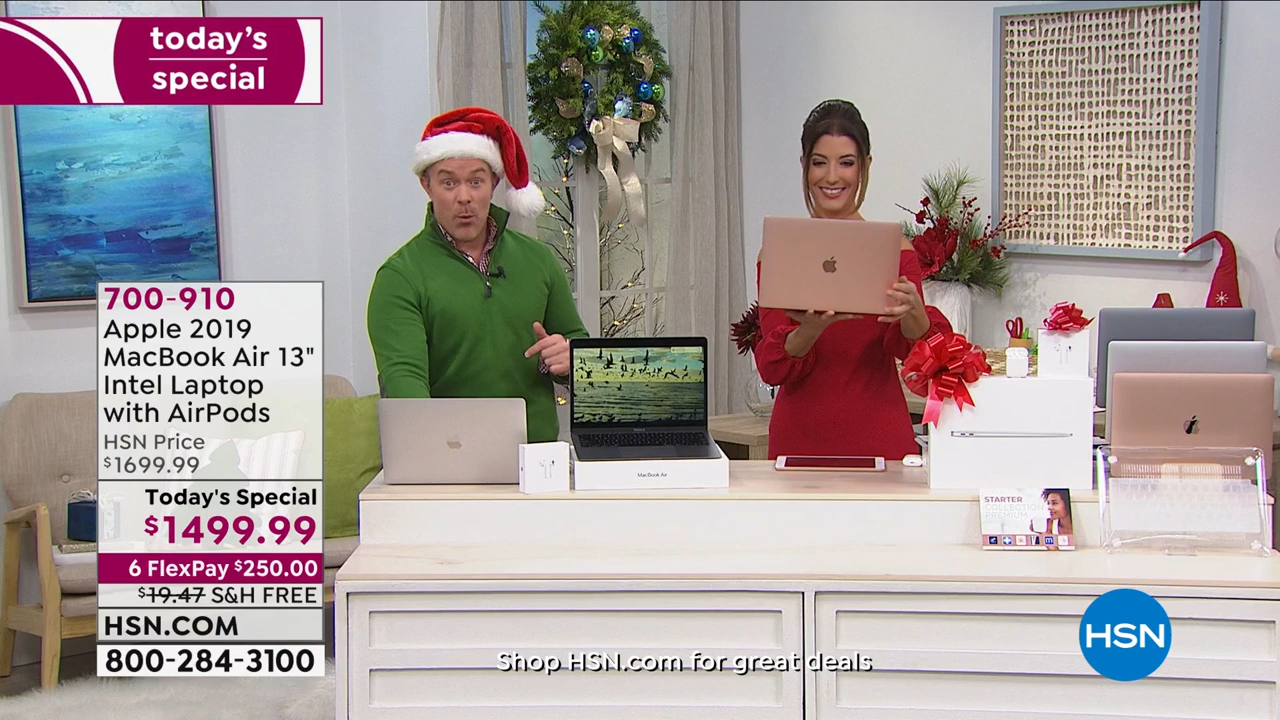 today's
special
700-910
Apple 2019
MacBook Air 13"
Intel Laptop
with AirPods
HSN Price
$1699.99
Today's Special
$1499.99
6 FlexPay $250.00
$19.47 S&H FREE
HSN.COM
800-284-3100
MacBook Air
STARTER
COLLECTION
PREMIUM
HSN
Shop HSN.com for great deals